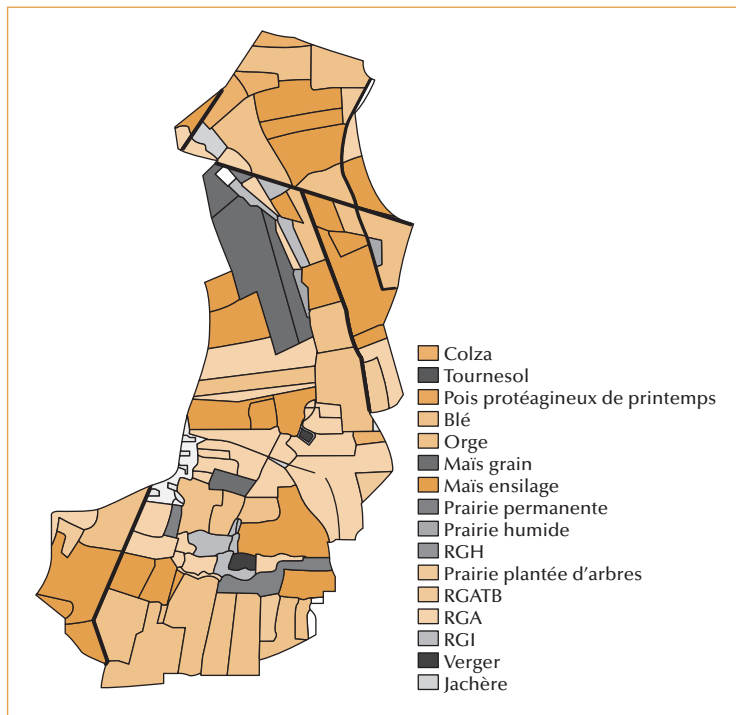 Colza
Tournesol
Pois protéagineux de printemps
Blé
Orge
Maïs grain
Maïs ensilage
Prairie permanente
Prairie humide
RGH
Prairie plantée d'arbres
RGATB
RGA
RGI
Verger
Jachère